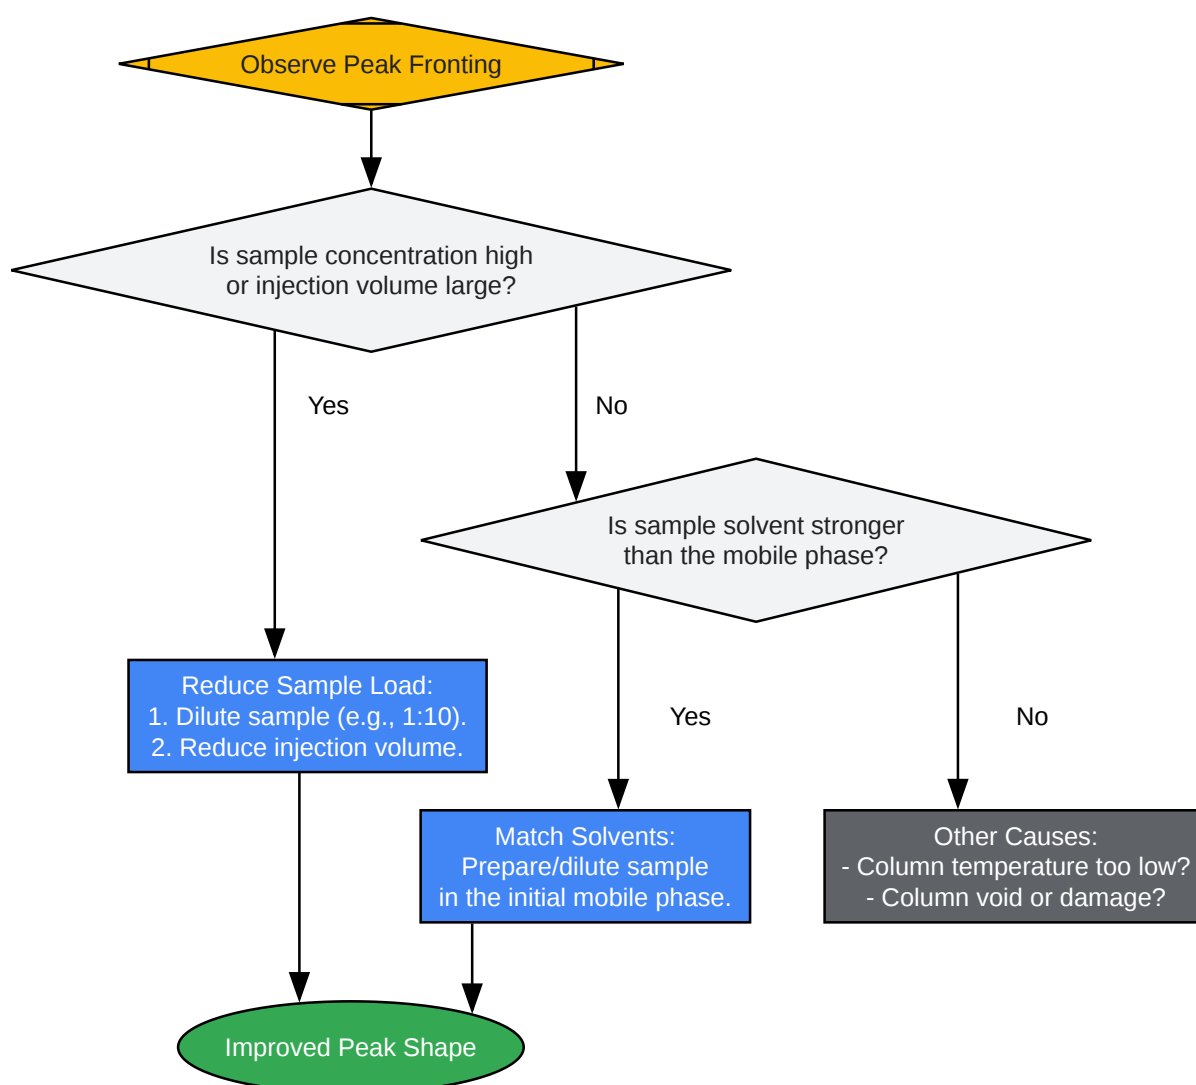 Observe Peak Fronting
Is sample concentration high
or injection volume large?
Yes
No
Is sample solvent stronger
than the mobile phase?
Reduce Sample Load:
1. Dilute sample (e.g., 1:10).
2. Reduce injection volume.
Yes
No
Match Solvents:
Prepare/dilute sample
in the initial mobile phase.
Other Causes:
- Column temperature too low?
- Column void or damage?
Improved Peak Shape